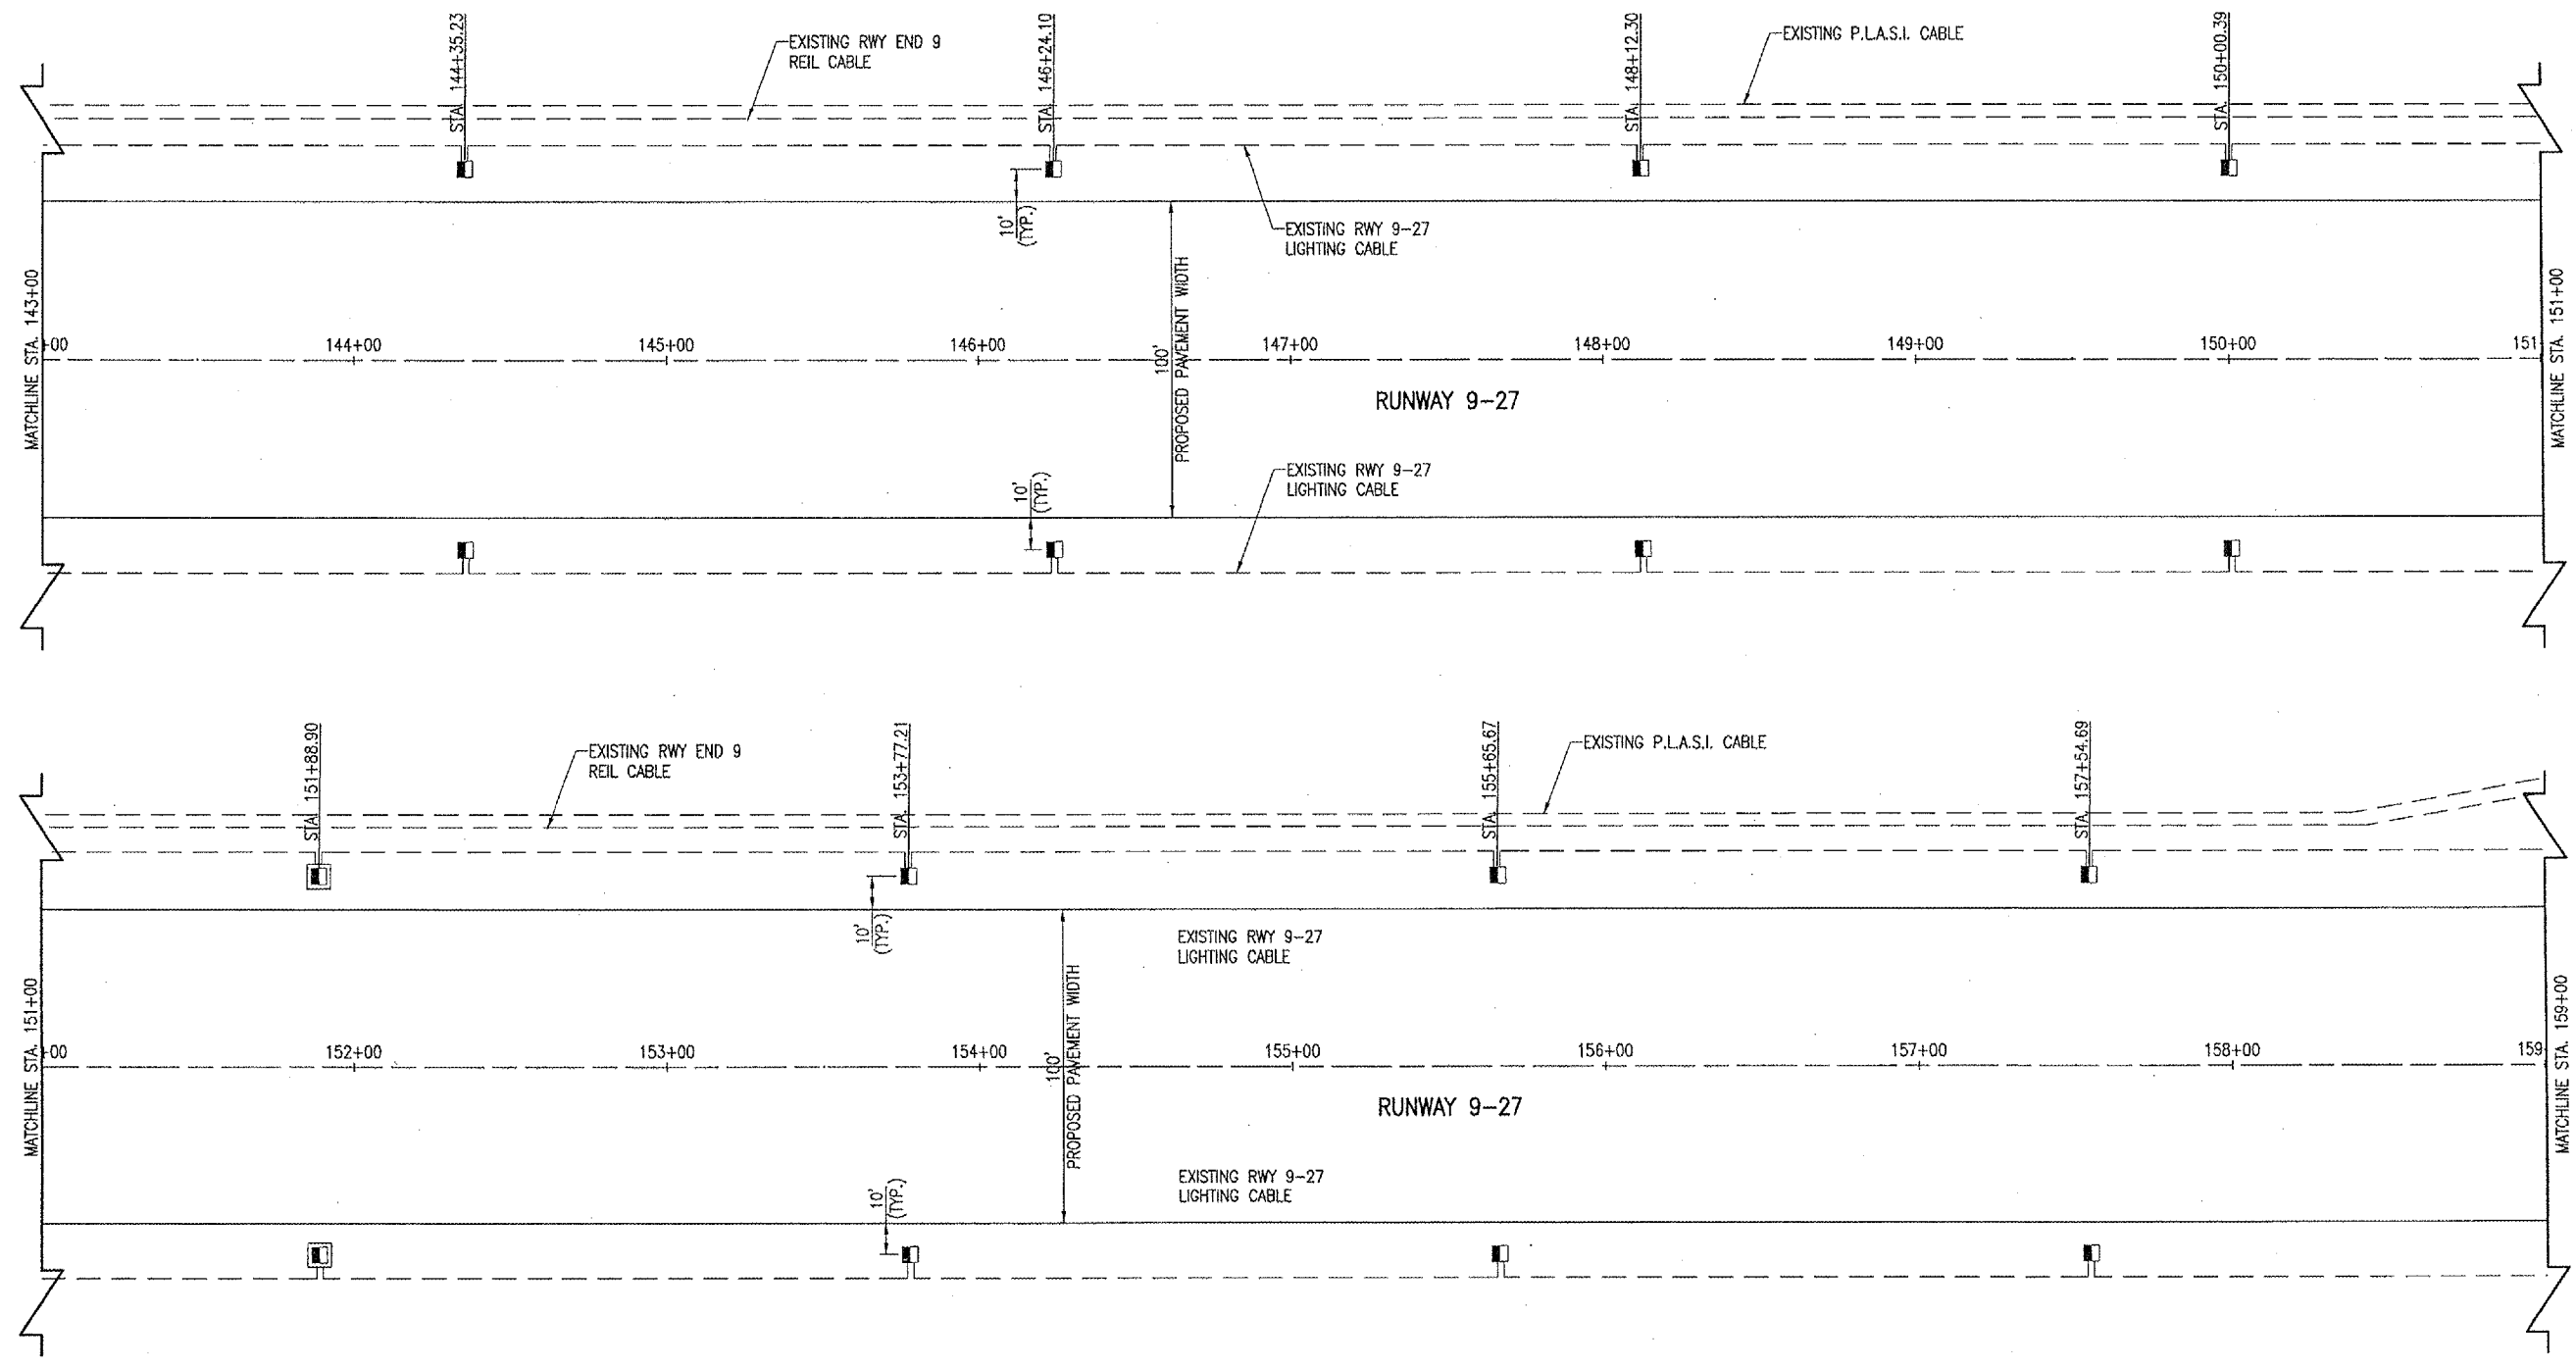 STA. 144+35.23
EXISTING RWY END 9
REIL CABLE
STA. 146+24.10
STA. 148+12.30
EXISTING P.L.A.S.I. CABLE
STA. 150+00.39
10'
(TYP.)
EXISTING RWY 9-27
LIGHTING CABLE
MATCHLINE STA. 143+00
+00
144+00
145+00
146+00
100'
PROPOSED PAVEMENT WIDTH
147+00
148+00
149+00
150+00
151
MATCHLINE STA. 151+00
RUNWAY 9-27
10'
(TYP.)
EXISTING RWY 9-27
LIGHTING CABLE
STA. 151+88.90
EXISTING RWY END 9
REIL CABLE
STA. 153+77.21
STA. 155+65.67
EXISTING P.L.A.S.I. CABLE
STA. 157+54.69
10'
(TYP.)
EXISTING RWY 9-27
LIGHTING CABLE
MATCHLINE STA. 151+00
+00
152+00
153+00
154+00
100'
PROPOSED PAVEMENT WIDTH
155+00
156+00
157+00
158+00
159
MATCHLINE STA. 159+00
RUNWAY 9-27
10'
(TYP.)
EXISTING RWY 9-27
LIGHTING CABLE